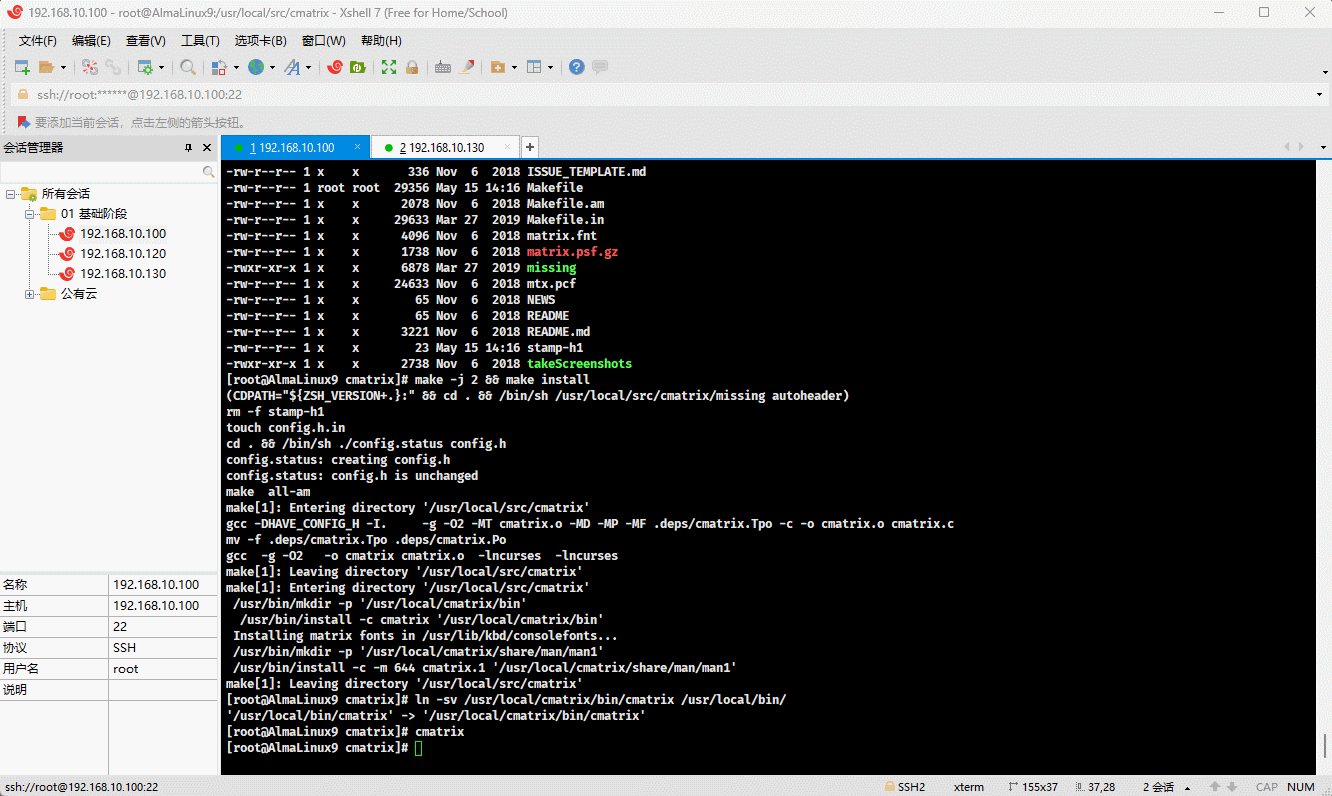 192.168.10.100 - root@AlmaLinux9:/usr/local/src/cmatrix - Xshell 7 (Free for Home/School)
文件(F) 编辑(E) 查看(V) 工具(T) 选项卡(B) 窗口(W) 帮助(H)
ssh://root:******@192.168.10.100:22
要添加当前会话，点击左侧的箭头按钮。
会话管理器
1 192.168.10.100
2 192.168.10.130
所有会话
01 基础阶段
192.168.10.100
192.168.10.120
192.168.10.130
公有云
名称 192.168.10.100
主机 192.168.10.100
端口 22
协议 SSH
用户名 root
说明
-rw-r--r-- 1 x    x      336 Nov  6  2018 ISSUE_TEMPLATE.md
-rw-r--r-- 1 root root  29356 May 15 14:16 Makefile
-rw-r--r-- 1 x    x     2078 Nov  6  2018 Makefile.am
-rw-r--r-- 1 x    x    29633 Mar 27  2019 Makefile.in
-rw-r--r-- 1 x    x     4096 Nov  6  2018 matrix.fnt
-rw-r--r-- 1 x    x     1738 Nov  6  2018 matrix.psf.gz
-rwxr-xr-x 1 x    x     6878 Mar 27  2019 missing
-rw-r--r-- 1 x    x    24633 Nov  6  2018 mtx.pcf
-rw-r--r-- 1 x    x       65 Nov  6  2018 NEWS
-rw-r--r-- 1 x    x       65 Nov  6  2018 README
-rw-r--r-- 1 x    x     3221 Nov  6  2018 README.md
-rw-r--r-- 1 x    x       23 May 15 14:16 stamp-h1
-rwxr-xr-x 1 x    x     2738 Nov  6  2018 takeScreenshots
[root@AlmaLinux9 cmatrix]# make -j 2 && make install
(CDPATH="${ZSH_VERSION+.}:" && cd . && /bin/sh /usr/local/src/cmatrix/missing autoheader)
rm -f stamp-h1
touch config.h.in
cd . && /bin/sh ./config.status config.h
config.status: creating config.h
config.status: config.h is unchanged
make  all-am
make[1]: Entering directory '/usr/local/src/cmatrix'
gcc -DHAVE_CONFIG_H -I.     -g -O2 -MT cmatrix.o -MD -MP -MF .deps/cmatrix.Tpo -c -o cmatrix.o cmatrix.c
mv -f .deps/cmatrix.Tpo .deps/cmatrix.Po
gcc  -g -O2   -o cmatrix cmatrix.o  -lncurses  -lncurses
make[1]: Leaving directory '/usr/local/src/cmatrix'
make[1]: Entering directory '/usr/local/src/cmatrix'
/usr/bin/mkdir -p '/usr/local/cmatrix/bin'
/usr/bin/install -c cmatrix '/usr/local/cmatrix/bin'
Installing matrix fonts in /usr/lib/kbd/consolefonts...
/usr/bin/mkdir -p '/usr/local/cmatrix/share/man/man1'
/usr/bin/install -c -m 644 cmatrix.1 '/usr/local/cmatrix/share/man/man1'
make[1]: Leaving directory '/usr/local/src/cmatrix'
[root@AlmaLinux9 cmatrix]# ln -sv /usr/local/cmatrix/bin/cmatrix /usr/local/bin/
'/usr/local/bin/cmatrix' -> '/usr/local/cmatrix/bin/cmatrix'
[root@AlmaLinux9 cmatrix]# cmatrix
[root@AlmaLinux9 cmatrix]#
ssh://root@192.168.10.100:22 SSH2 xterm 155x37 37,28 2 会话 CAP NUM